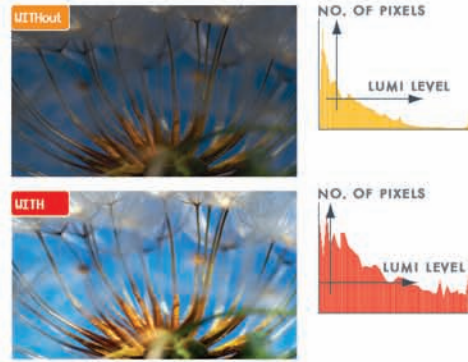 WITHout
NO. OF PIXELS
LUMI LEVEL
WITH
NO. OF PIXELS
LUMI LEVEL